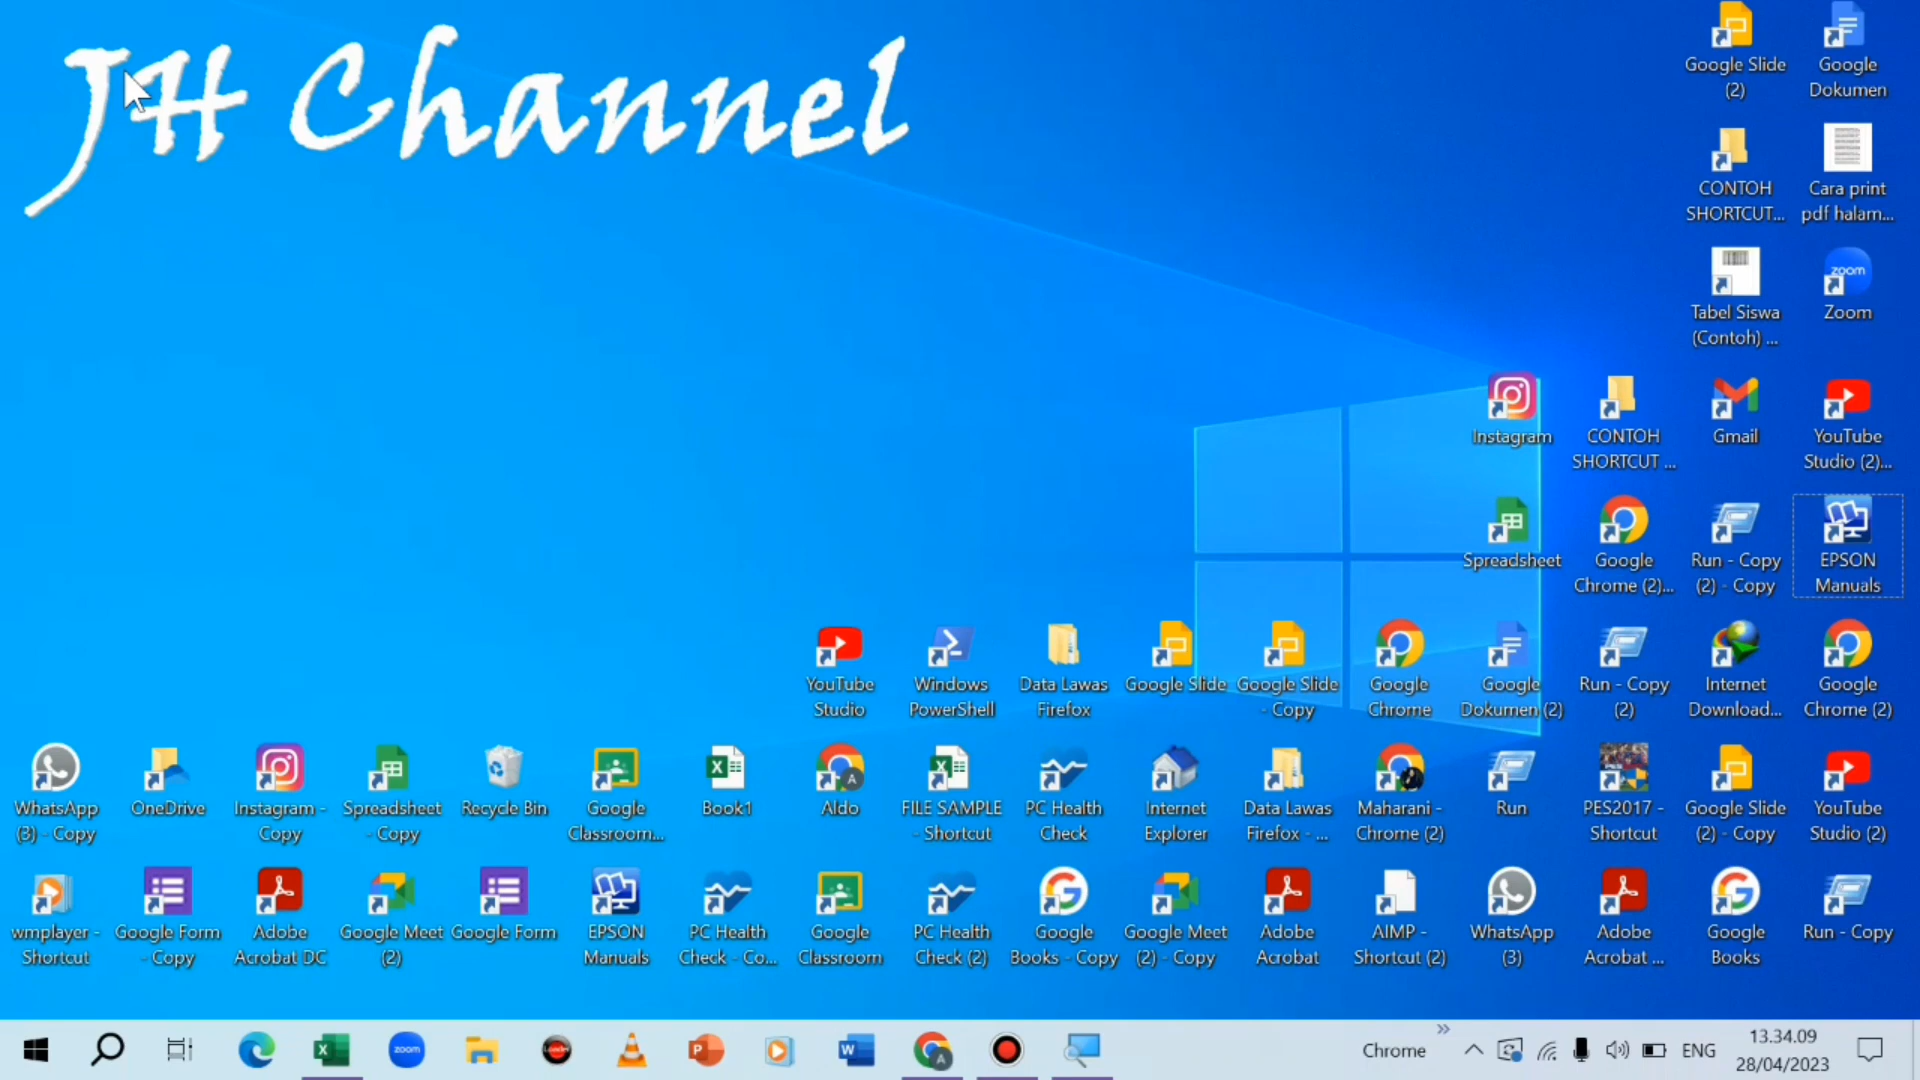 JH Channel
Google Slide
(2)
Google
Dokumen
CONTOH
SHORTCUT...
Cara print
pdf halam...
Tabel Siswa
(Contoh) ...
zoom
Zoom
Instagram
CONTOH
SHORTCUT ...
Gmail
YouTube
Studio (2)...
Spreadsheet
Google
Chrome (2)...
Run - Copy
(2) - Copy
EPSON
Manuals
YouTube
Studio
Windows
PowerShell
Data Lawas
Firefox
Google Slide
Google Slide
- Copy
Google
Chrome
Google
Dokumen (2)
Run - Copy
(2)
Internet
Download...
Google
Chrome (2)
WhatsApp
(3) - Copy
OneDrive
Instagram -
Copy
Spreadsheet
- Copy
Recycle Bin
Google
Classroom...
Book1
A
Aldo
FILE SAMPLE
- Shortcut
PC Health
Check
Internet
Explorer
Data Lawas
Firefox - ...
Maharani -
Chrome (2)
Run
PES2017 -
Shortcut
Google Slide
(2) - Copy
YouTube
Studio (2)
wmplayer -
Shortcut
Google Form
- Copy
Adobe
Acrobat DC
Google Meet
(2)
Google Form
EPSON
Manuals
PC Health
Check - Co...
Google
Classroom
PC Health
Check (2)
Google
Books - Copy
Google Meet
(2) - Copy
Adobe
Acrobat
AIMP -
Shortcut (2)
WhatsApp
(3)
Adobe
Acrobat ...
Google
Books
Run - Copy
zoom
Loader
Chrome
ENG
13.34.09
28/04/2023